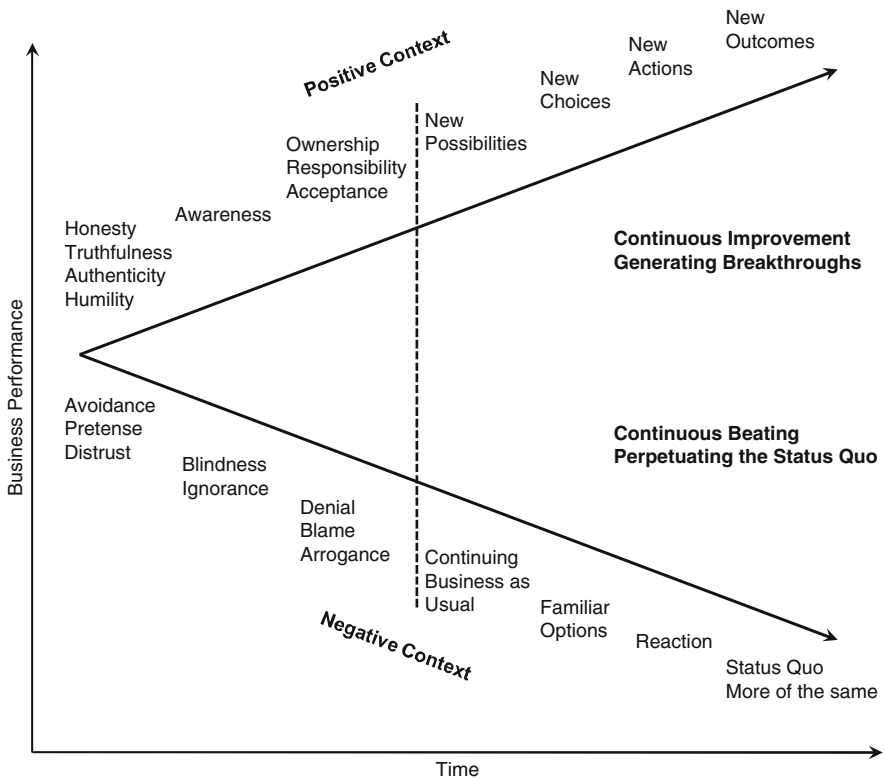 New
Outcomes
New
Actions
Positive Context
New
Choices
New
Possibilities
Ownership
Responsibility
Acceptance
Awareness
Honesty
Truthfulness
Authenticity
Humility
Continuous Improvement
Generating Breakthroughs
Business Performance
Avoidance
Pretense
Distrust
Continuous Beating
Perpetuating the Status Quo
Blindness
Ignorance
Denial
Blame
Arrogance
Continuing
Business as
Usual
Negative Context
Familiar
Options
Reaction
Status Quo
More of the same
Time